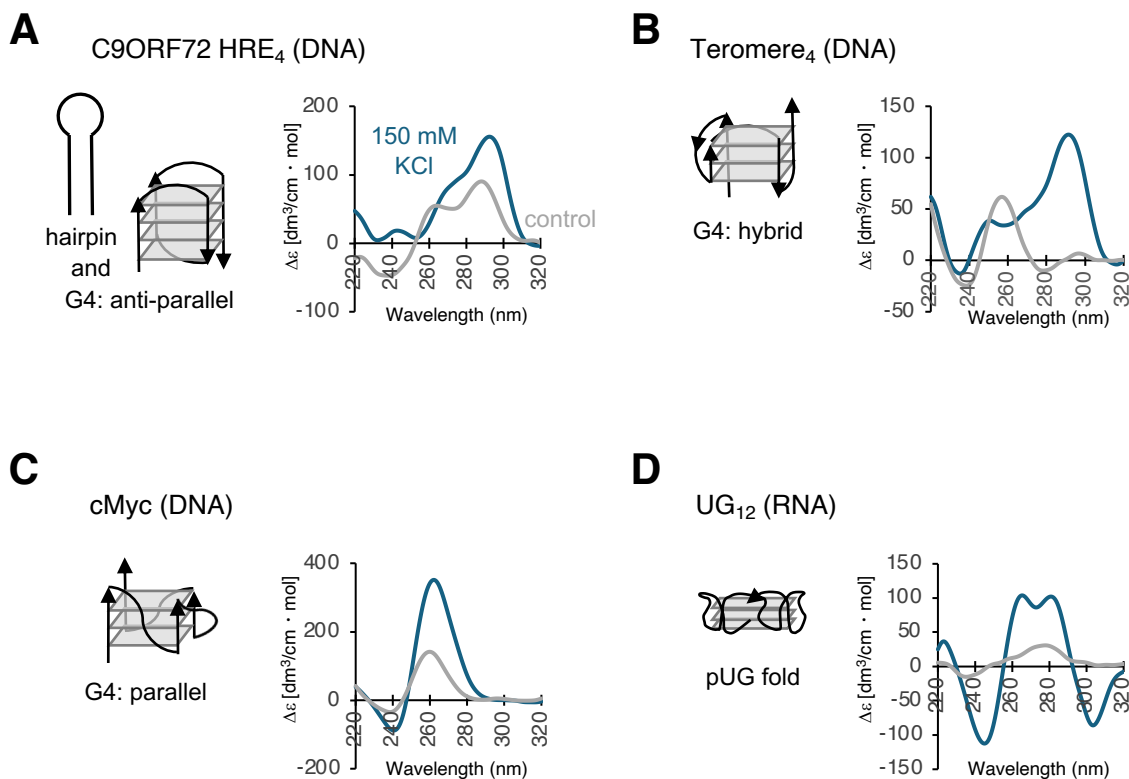 A
C9ORF72 HRE₄ (DNA)
hairpin
and
G4: anti-parallel
Δε [dm³/cm · mol]
200
100
0
-100
150 mM
KCl
control
220
240
260
280
300
320
Wavelength (nm)
B
Teromere₄ (DNA)
G4: hybrid
Δε [dm³/cm · mol]
150
100
50
0
-50
220
240
260
280
300
320
Wavelength (nm)
C
cMyc (DNA)
G4: parallel
Δε [dm³/cm · mol]
400
200
0
-200
220
240
260
280
300
320
Wavelength (nm)
D
UG₁₂ (RNA)
pUG fold
Δε [dm³/cm · mol]
150
100
50
0
-50
-100
-150
220
240
260
280
300
320
Wavelength (nm)